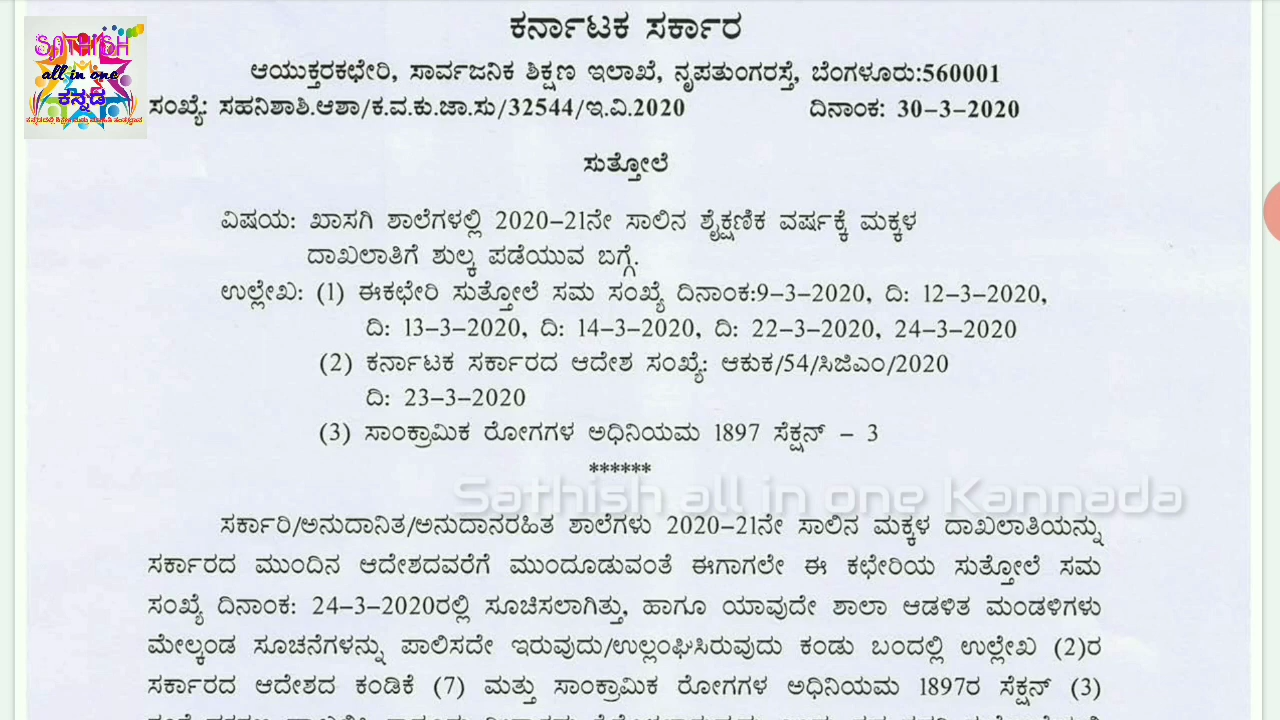 SATHISH
all in one
ಕನ್ನಡ
ಕರ್ನಾಟಕ ಸರ್ಕಾರ
ಆಯುಕ್ತರಕಛೇರಿ, ಸಾರ್ವಜನಿಕ ಶಿಕ್ಷಣ ಇಲಾಖೆ, ನೃಪತುಂಗರಸ್ತೆ, ಬೆಂಗಳೂರು:560001
ಸಂಖ್ಯೆ: ಸಹನಿಶಾಶಿ.ಆಶಾ/ಕ.ವ.ಕು.ಜಾ.ಸು/32544/ಇ.ವಿ.2020 ದಿನಾಂಕ: 30-3-2020
ಸುತ್ತೋಲೆ
ವಿಷಯ: ಖಾಸಗಿ ಶಾಲೆಗಳಲ್ಲಿ 2020-21ನೇ ಸಾಲಿನ ಶೈಕ್ಷಣಿಕ ವರ್ಷಕ್ಕೆ ಮಕ್ಕಳ
ದಾಖಲಾತಿಗೆ ಶುಲ್ಕ ಪಡೆಯುವ ಬಗ್ಗೆ.
ಉಲ್ಲೇಖ: (1) ಈಕಛೇರಿ ಸುತ್ತೋಲೆ ಸಮ ಸಂಖ್ಯೆ ದಿನಾಂಕ:9-3-2020, ದಿ: 12-3-2020,
ದಿ: 13-3-2020, ದಿ: 14-3-2020, ದಿ: 22-3-2020, 24-3-2020
(2) ಕರ್ನಾಟಕ ಸರ್ಕಾರದ ಆದೇಶ ಸಂಖ್ಯೆ: ಆಕುಕ/54/ಸಿಜಿಎಂ/2020
ದಿ: 23-3-2020
(3) ಸಾಂಕ್ರಾಮಿಕ ರೋಗಗಳ ಅಧಿನಿಯಮ 1897 ಸೆಕ್ಷನ್ - 3
******
Sathish all in one Kannada
ಸರ್ಕಾರಿ/ಅನುದಾನಿತ/ಅನುದಾನರಹಿತ ಶಾಲೆಗಳು 2020-21ನೇ ಸಾಲಿನ ಮಕ್ಕಳ ದಾಖಲಾತಿಯನ್ನು
ಸರ್ಕಾರದ ಮುಂದಿನ ಆದೇಶದವರೆಗೆ ಮುಂದೂಡುವಂತೆ ಈಗಾಗಲೇ ಈ ಕಛೇರಿಯ ಸುತ್ತೋಲೆ ಸಮ
ಸಂಖ್ಯೆ ದಿನಾಂಕ: 24-3-2020ರಲ್ಲಿ ಸೂಚಿಸಲಾಗಿತ್ತು, ಹಾಗೂ ಯಾವುದೇ ಶಾಲಾ ಆಡಳಿತ ಮಂಡಳಿಗಳು
ಮೇಲ್ಕಂಡ ಸೂಚನೆಗಳನ್ನು ಪಾಲಿಸದೇ ಇರುವುದು/ಉಲ್ಲಂಘಿಸಿರುವುದು ಕಂಡು ಬಂದಲ್ಲಿ ಉಲ್ಲೇಖ (2)ರ
ಸರ್ಕಾರದ ಆದೇಶದ ಕಂಡಿಕೆ (7) ಮತ್ತು ಸಾಂಕ್ರಾಮಿಕ ರೋಗಗಳ ಅಧಿನಿಯಮ 1897ರ ಸೆಕ್ಷನ್ (3)